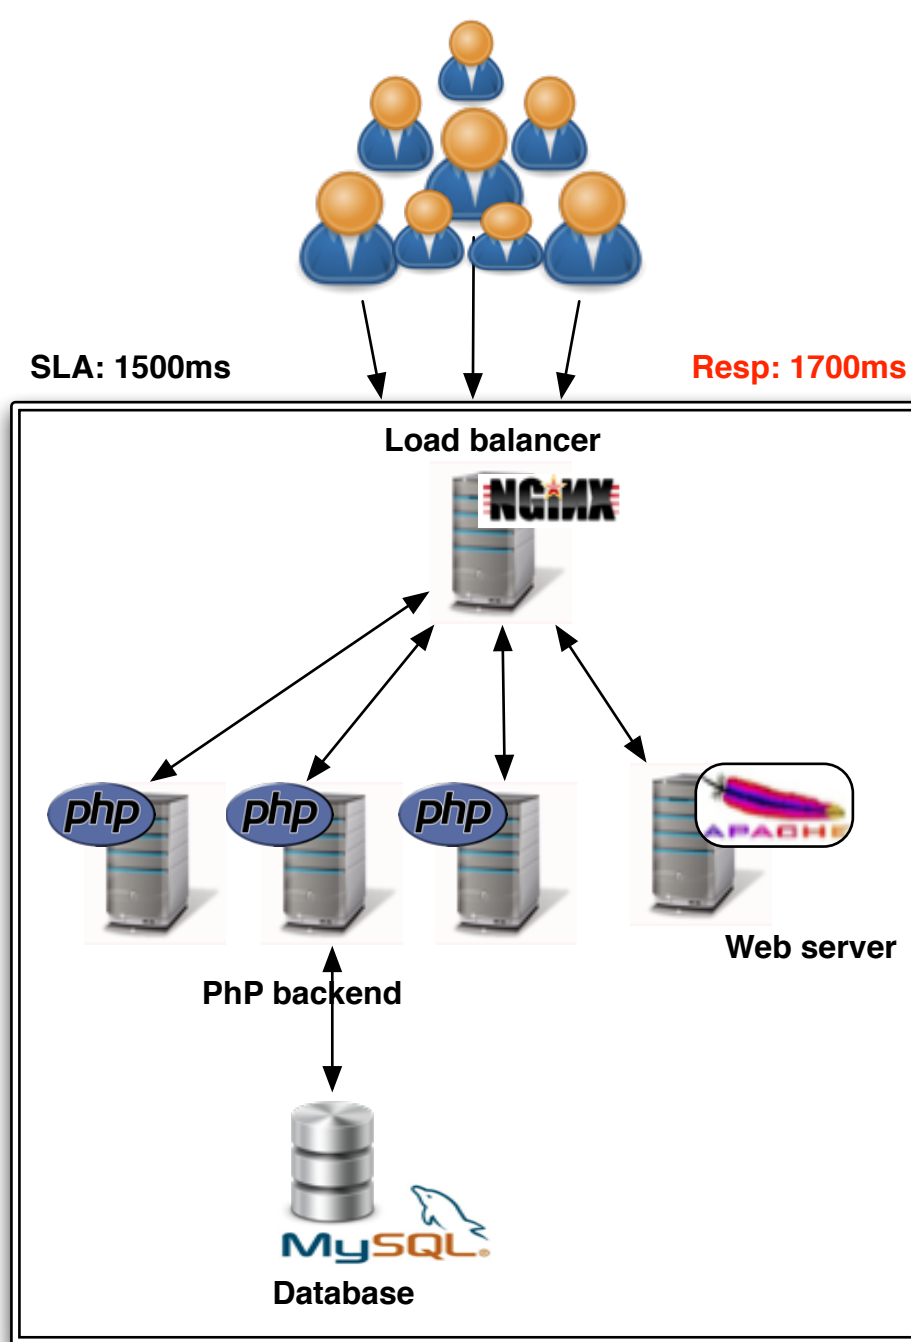 SLA: 1500ms
Resp: 1700ms
Load balancer
NGiNX
php
php
php
APACHE
Web server
PhP backend
MySQL.
Database